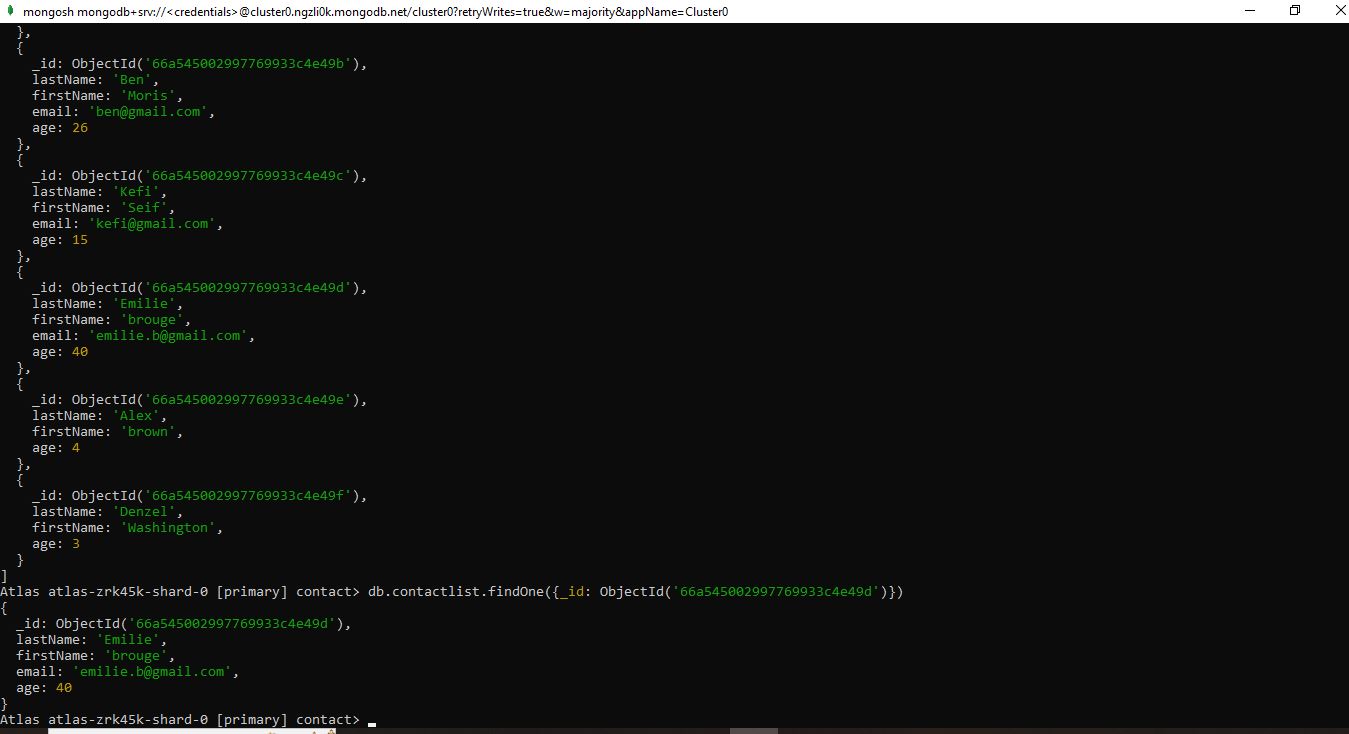 mongosh mongodb+srv://<credentials>@cluster0.ngzli0k.mongodb.net/cluster0?retryWrites=true&w=majority&appName=Cluster0
},
{
_id: ObjectId('66a545002997769933c4e49b'),
lastName: 'Ben',
firstName: 'Moris',
email: 'ben@gmail.com',
age: 26
},
{
_id: ObjectId('66a545002997769933c4e49c'),
lastName: 'Kefi',
firstName: 'Seif',
email: 'kefi@gmail.com',
age: 15
},
{
_id: ObjectId('66a545002997769933c4e49d'),
lastName: 'Emilie',
firstName: 'brouge',
email: 'emilie.b@gmail.com',
age: 40
},
{
_id: ObjectId('66a545002997769933c4e49e'),
lastName: 'Alex',
firstName: 'brown',
age: 4
},
{
_id: ObjectId('66a545002997769933c4e49f'),
lastName: 'Denzel',
firstName: 'Washington',
age: 3
}
]
Atlas atlas-zrk45k-shard-0 [primary] contact> db.contactlist.findOne({_id: ObjectId('66a545002997769933c4e49d')})
{
_id: ObjectId('66a545002997769933c4e49d'),
lastName: 'Emilie',
firstName: 'brouge',
email: 'emilie.b@gmail.com',
age: 40
}
Atlas atlas-zrk45k-shard-0 [primary] contact>